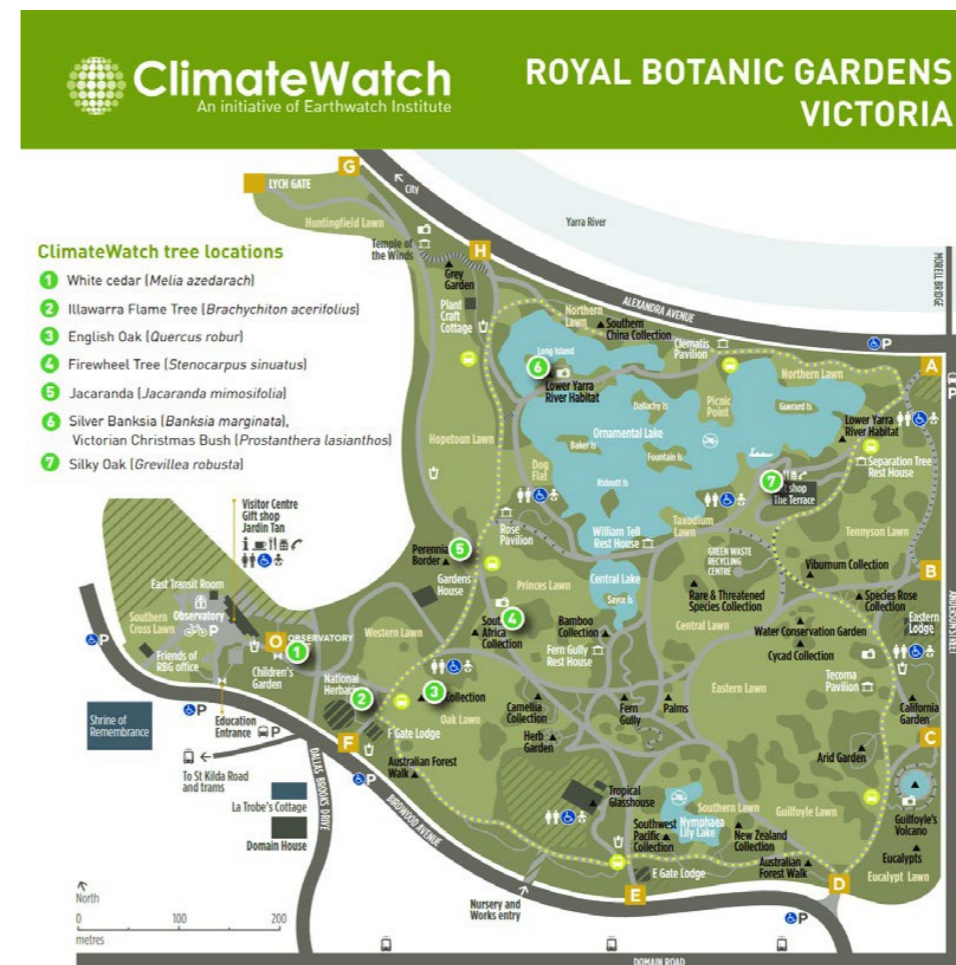 ClimateWatch
An initiative of Earthwatch Institute
ROYAL BOTANIC GARDENS
VICTORIA
G
LYCH GATE
City
Yarra River
Huntingfield Lawn
Temple of
the Winds
H
Grey
Garden
MORELL BRIDGE
ALEXANDRA AVENUE
ClimateWatch tree locations
1 White cedar (Melia azedarach)
2 Illawarra Flame Tree (Brachychiton acerifolius)
3 English Oak (Quercus robur)
4 Firewheel Tree (Stenocarpus sinuatus)
5 Jacaranda (Jacaranda mimosifolia)
6 Silver Banksia (Banksia marginata),
Victorian Christmas Bush (Prostanthera lasianthos)
7 Silky Oak (Grevillea robusta)
Plant
Craft
Cottage
Northern
Lawn
Southern
China Collection
Clematis
Pavilion
P
A
P
Long Island
6
Lower Yarra
River Habitat
Northern Lawn
Picnic
Point
Dallachy Is
Guerard Is
Lower Yarra
River Habitat
Hopetoun Lawn
Ornamental Lake
Baker Is
Fountain Is
Separation Tree
Rest House
Dog
Flat
Ridoutt Is
7
shop
The Terrace
Visitor Centre
Gift shop
Jardin Tan
Rose
Pavilion
William Tell
Rest House
Taxodium
Lawn
Tennyson Lawn
5
Perennia
Border
Gardens
House
Princes Lawn
Central Lake
Sayce Is
GREEN WASTE
RECYCLING
CENTRE
Viburnum Collection
B
ANDERSON STREET
East Transit Room
Observatory
P
Southern
Cross Lawn
Rare & Threatened
Species Collection
Species Rose
Collection
4
South
Africa
Collection
Bamboo
Collection
Central Lawn
Water Conservation Garden
Eastern
Lodge
O
OBSERVATORY
1
Western Lawn
Fern Gully
Rest House
Cycad Collection
P
Friends of
RBG office
Children's
Garden
National
Herbar
2
3
Collection
Oak Lawn
Camellia
Collection
Fern
Gully
Palms
Eastern Lawn
Tecoma
Pavilion
California
Garden
Shrine of
Remembrance
P
Education
Entrance
P
F
F Gate Lodge
Herb
Garden
Arid Garden
C
To St Kilda Road
and trams
Australian Forest
Walk
P
La Trobe's Cottage
Domain House
DALLAS BROOKS DRIVE
BIRDWOOD AVENUE
Tropical
Glasshouse
Southern Lawn
Guilfoyle Lawn
Nymphaea
Lily Lake
Guilfoyle's
Volcano
Southwest
Pacific
Collection
New Zealand
Collection
Australian
Forest Walk
Eucalypts
Eucalypt Lawn
E Gate Lodge
E
D
North
0 100 200
metres
Nursery and
Works entry
P
DOMAIN ROAD